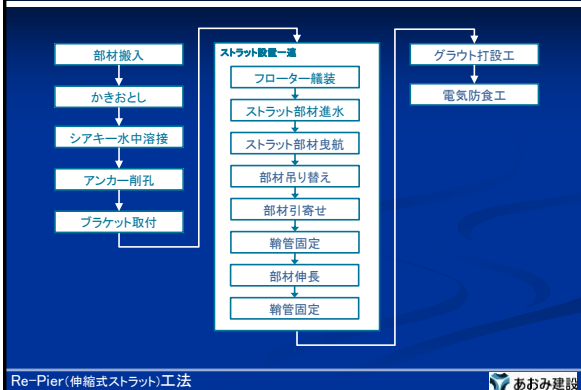 部材搬入
かきおとし
シアキー水中溶接
アンカー削孔
ブラケット取付
ストラット設置一連
フローター艤装
ストラット部材進水
ストラット部材曳航
部材吊り替え
部材引寄せ
鞘管固定
部材伸長
鞘管固定
グラウト打設工
電気防食工
Re-Pier(伸縮式ストラット)工法
あおみ建設